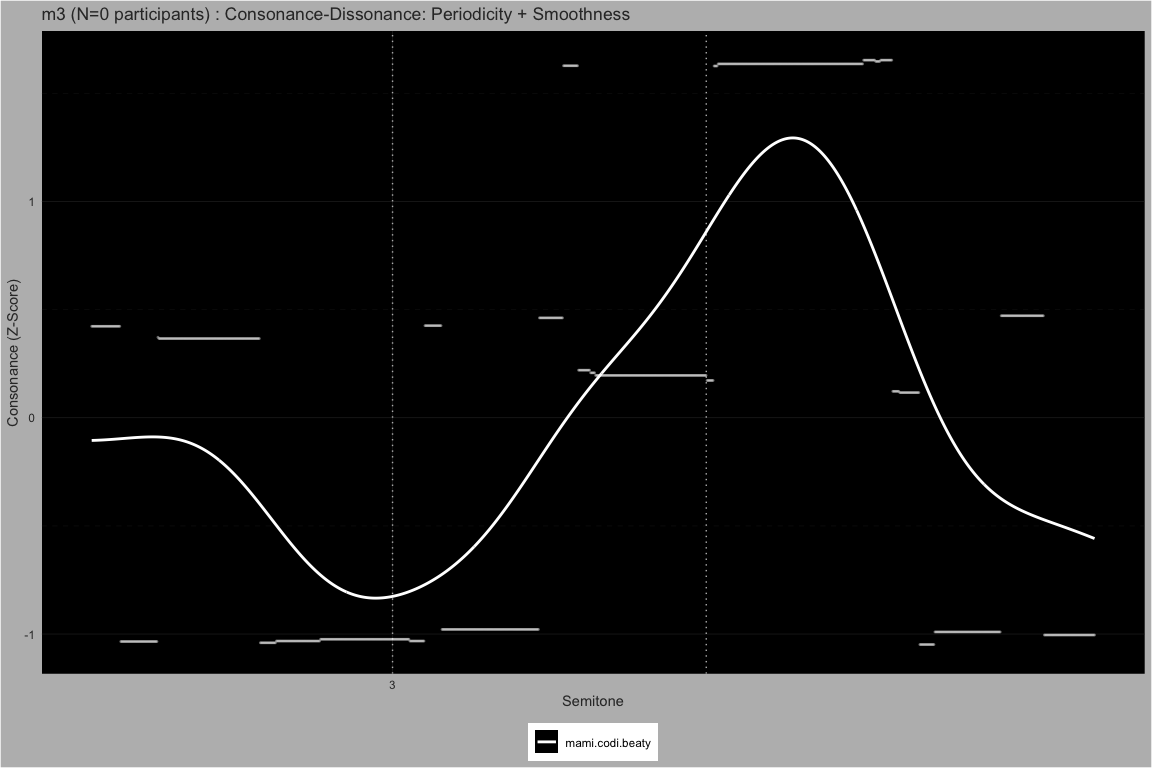 m3 (N=0 participants) : Consonance-Dissonance: Periodicity + Smoothness
Consonance (Z-Score)
1
0
-1
3
Semitone
mami.codi.beaty